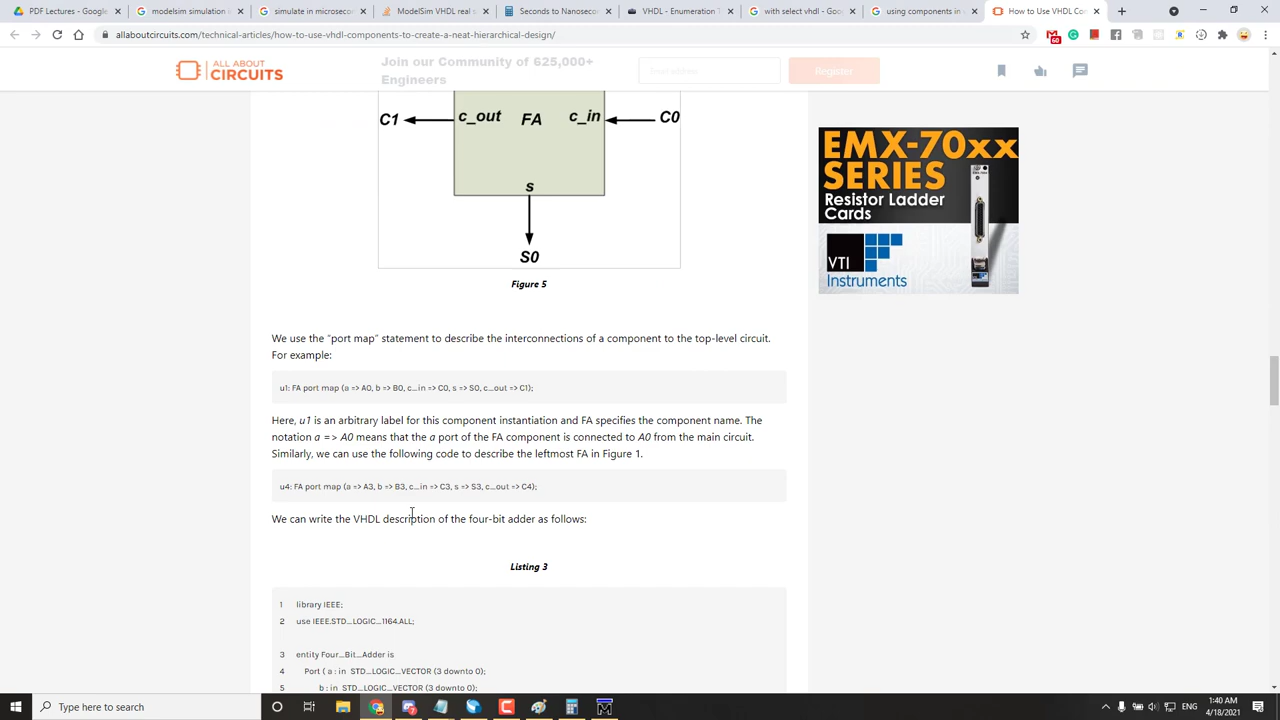 PDF Lectures - Google
modelsim simulation in
simulate in microsecon
ModelSim VHDL real s
Seconds to Nanosecon
VHDL - Enumeration T
with select vhdl - Goo
using components in v
How to Use VHDL Co
allaboutcircuits.com/technical-articles/how-to-use-vhdl-components-to-create-a-neat-hierarchical-design/
60
ALL ABOUT
CIRCUITS
Join our Community of 625,000+
Engineers
Register
C1
c_out
FA
c_in
C0
s
S0
Figure 5
EMX-70xx
SERIES
Resistor Ladder
Cards
VTI
Instruments
We use the “port map” statement to describe the interconnections of a component to the top-level circuit.
For example:
u1: FA port map (a => A0, b => B0, c_in => C0, s => S0, c_out => C1);
Here, u1 is an arbitrary label for this component instantiation and FA specifies the component name. The
notation a => A0 means that the a port of the FA component is connected to A0 from the main circuit.
Similarly, we can use the following code to describe the leftmost FA in Figure 1.
u4: FA port map (a => A3, b => B3, c_in => C3, s => S3, c_out => C4);
We can write the VHDL description of the four-bit adder as follows:
Listing 3
1 library IEEE;
2 use IEEE.STD_LOGIC_1164.ALL;
3 entity Four_Bit_Adder is
4 Port ( a : in STD_LOGIC_VECTOR (3 downto 0);
5 b : in STD_LOGIC_VECTOR (3 downto 0);
Type here to search
1:40 AM
4/18/2021